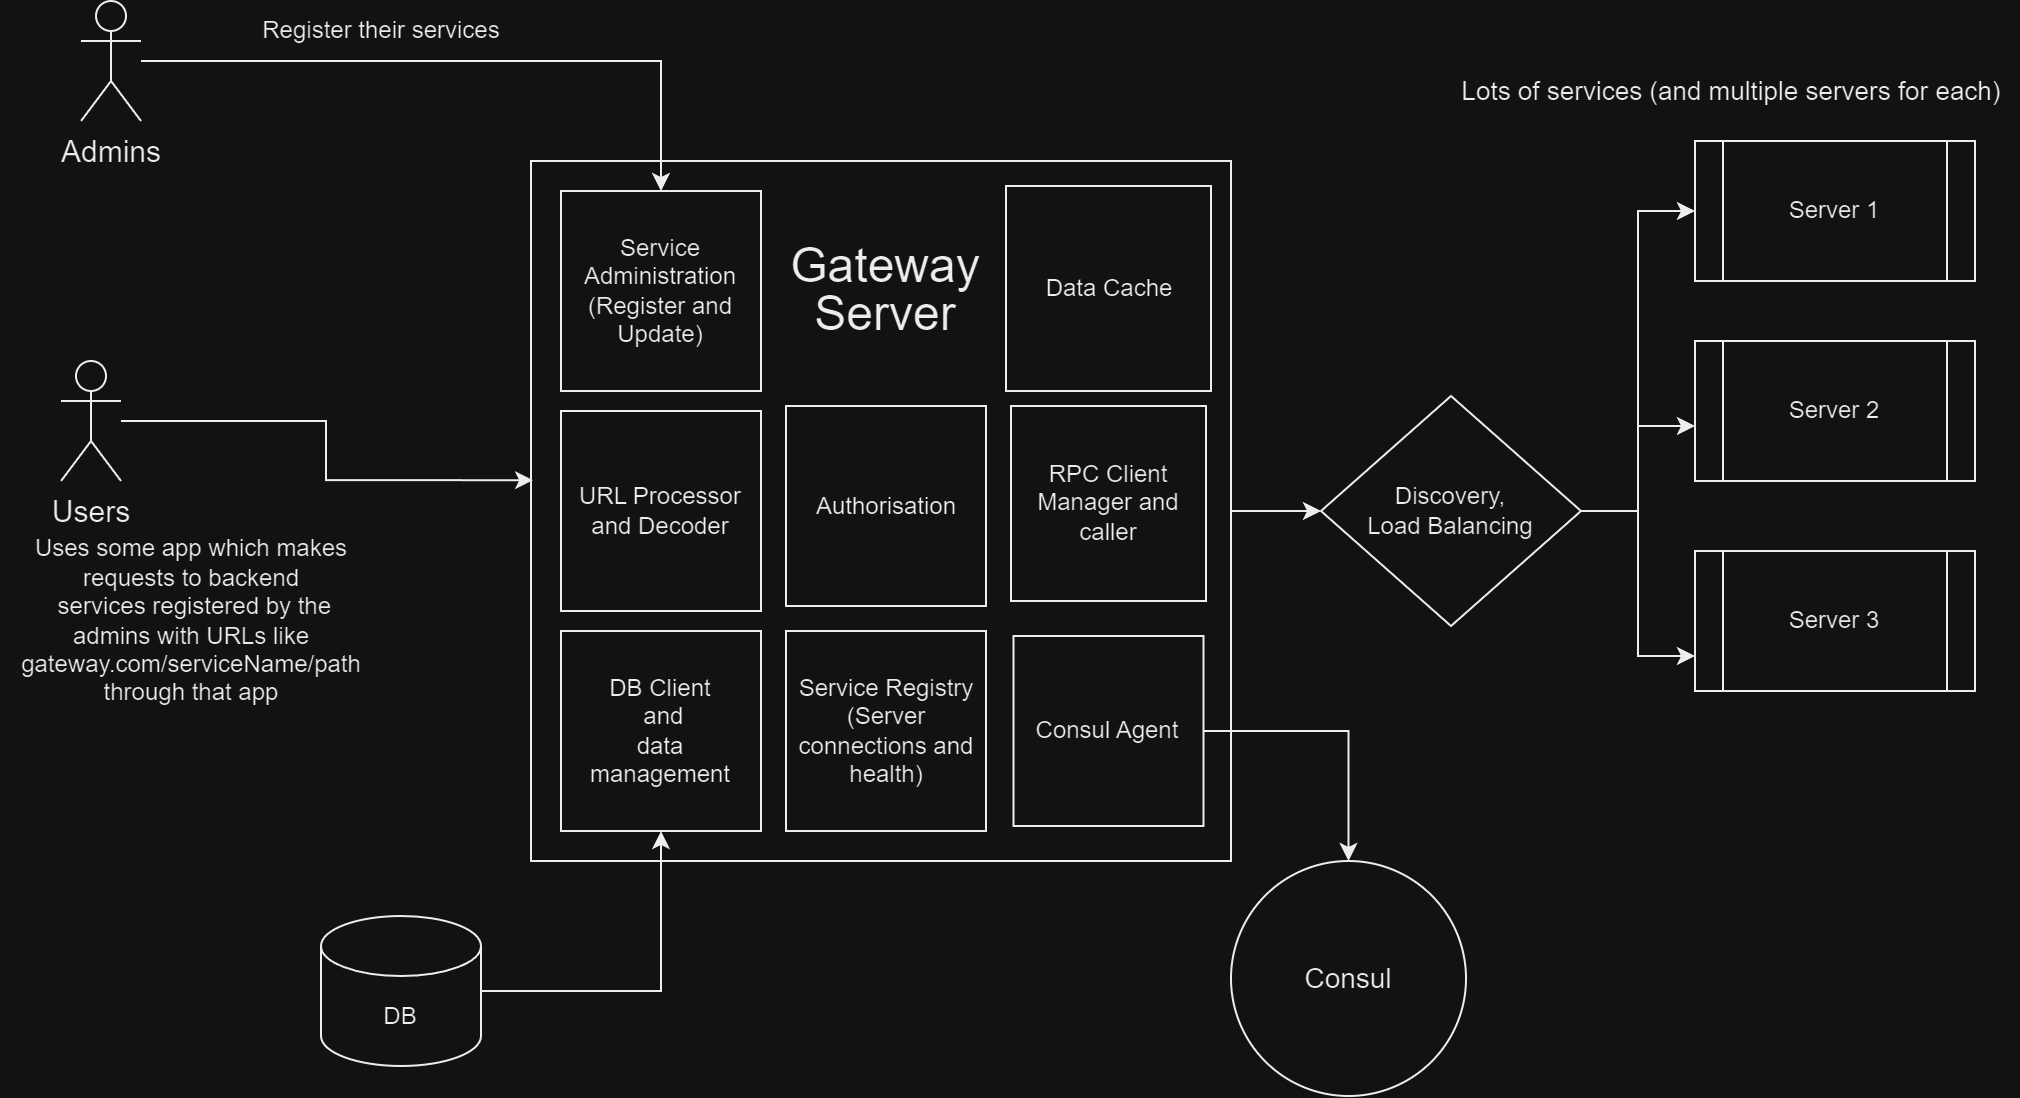 Register their services
Admins
Lots of services (and multiple servers for each)
Service
Administration
(Register and
Update)
Gateway
Server
Data Cache
Server 1
Server 2
Server 3
Users
Uses some app which makes
requests to backend
services registered by the
admins with URLs like
gateway.com/serviceName/path
through that app
URL Processor
and Decoder
Authorisation
RPC Client
Manager and
caller
Discovery,
Load Balancing
DB Client
and
data
management
Service Registry
(Server
connections and
health)
Consul Agent
DB
Consul